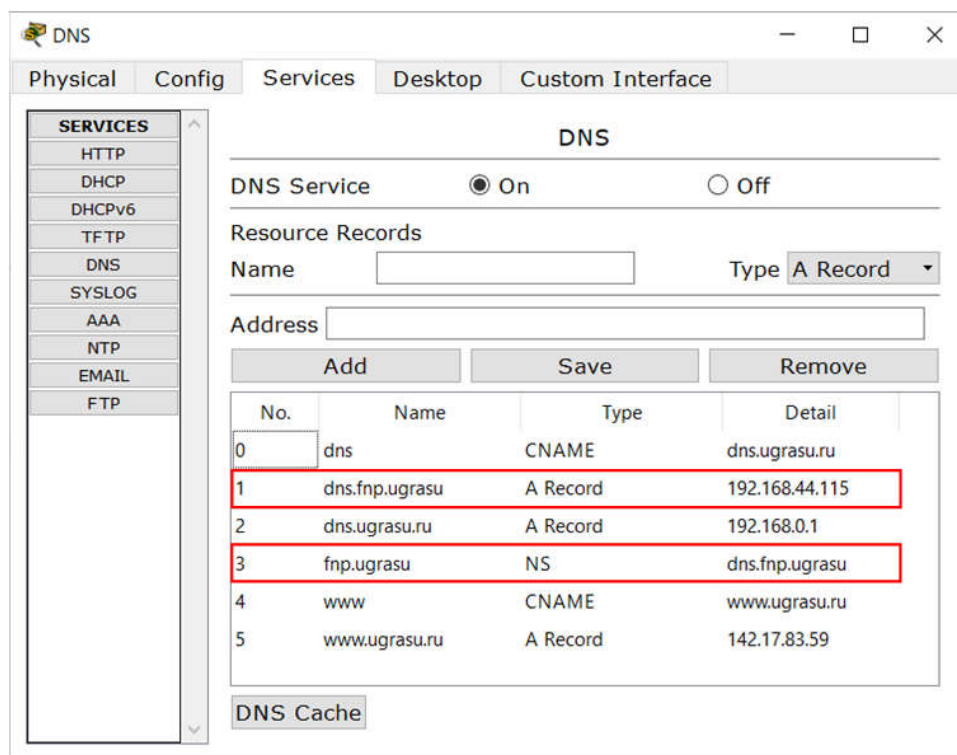 DNS
Physical Config Services Desktop Custom Interface
SERVICES
HTTP
DHCP
DHCPv6
TFTP
DNS
SYSLOG
AAA
NTP
EMAIL
FTP
DNS
DNS Service On Off
Resource Records
Name Type A Record
Address
Add Save Remove
No. Name Type Detail
0 dns CNAME dns.ugrasu.ru
1 dns.fnp.ugrasu A Record 192.168.44.115
2 dns.ugrasu.ru A Record 192.168.0.1
3 fnp.ugrasu NS dns.fnp.ugrasu
4 www CNAME www.ugrasu.ru
5 www.ugrasu.ru A Record 142.17.83.59
DNS Cache